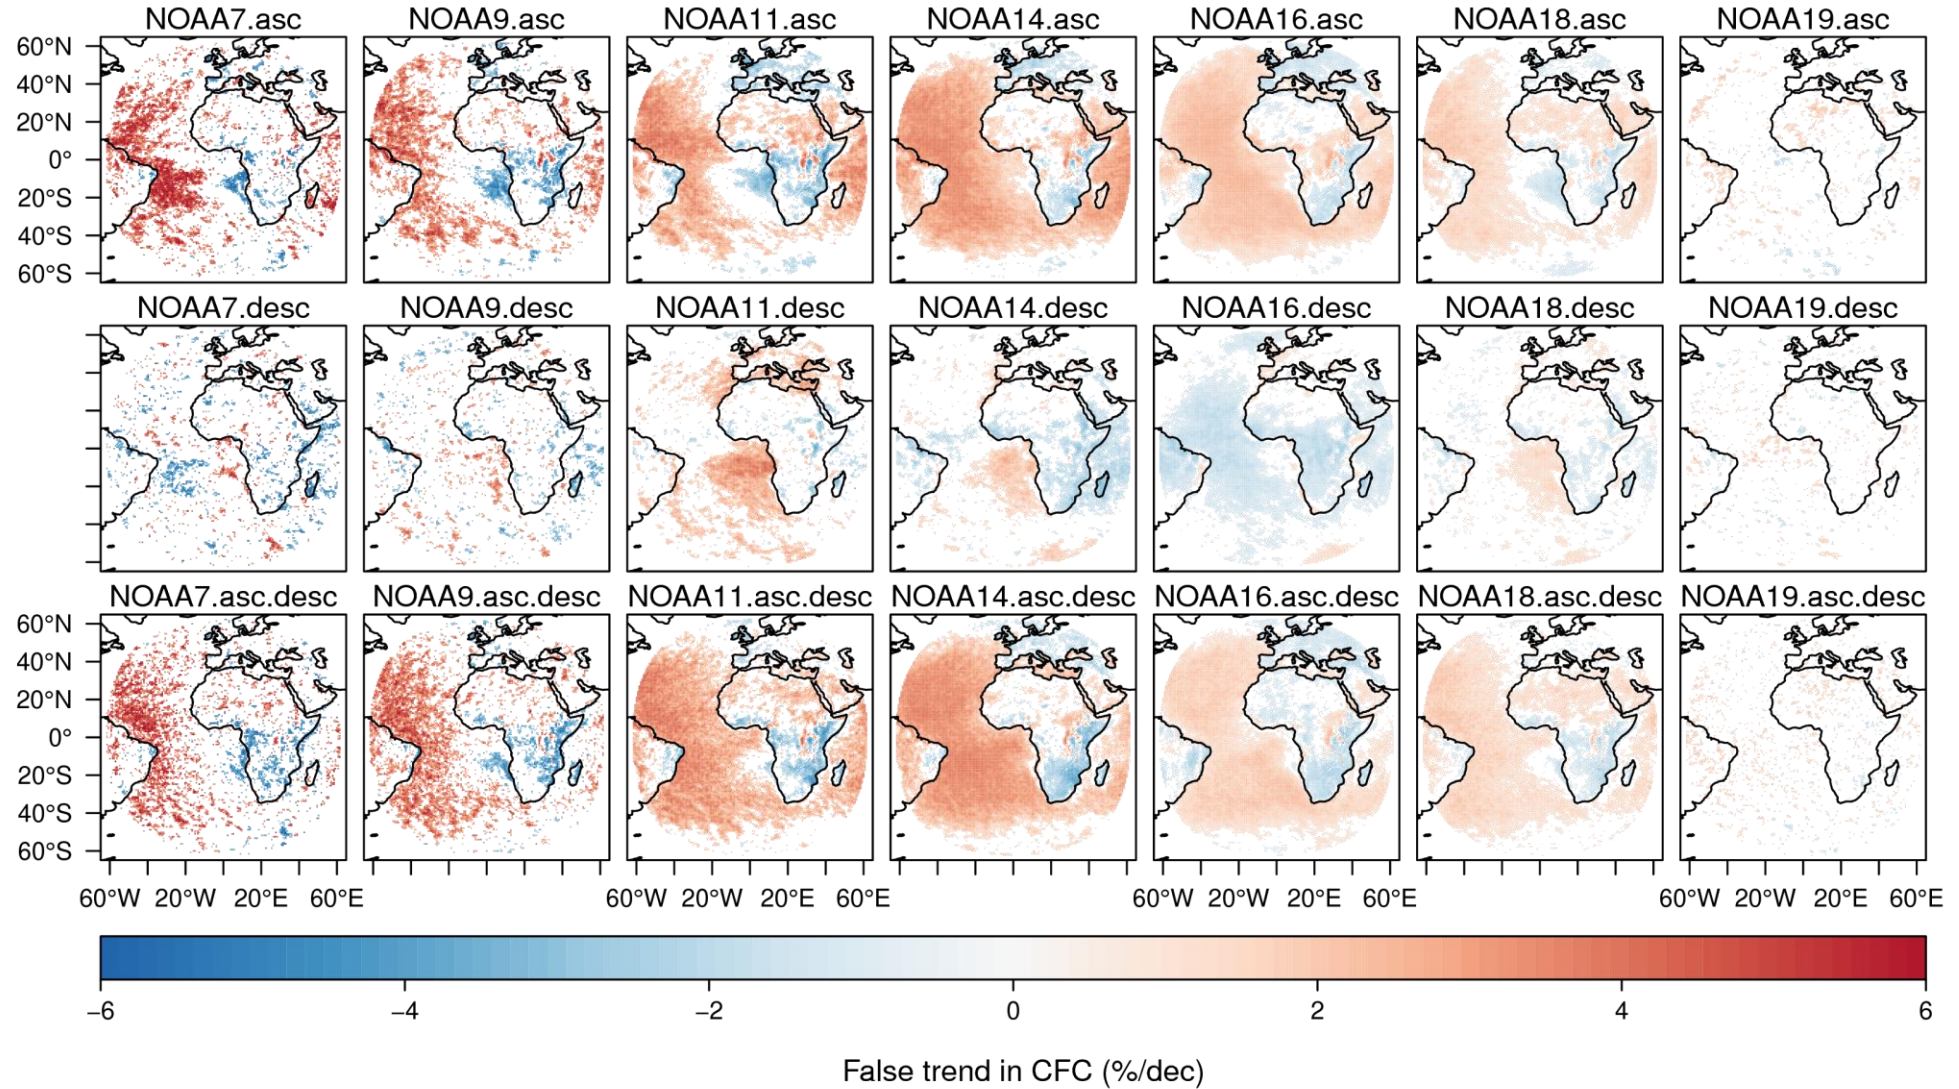 NOAA7.asc NOAA9.asc NOAA11.asc NOAA14.asc NOAA16.asc NOAA18.asc NOAA19.asc
60°N
40°N
20°N
0°
20°S
40°S
60°S
NOAA7.desc NOAA9.desc NOAA11.desc NOAA14.desc NOAA16.desc NOAA18.desc NOAA19.desc
NOAA7.asc.desc NOAA9.asc.desc NOAA11.asc.desc NOAA14.asc.desc NOAA16.asc.desc NOAA18.asc.desc NOAA19.asc.desc
60°N
40°N
20°N
0°
20°S
40°S
60°S
60°W 20°W 20°E 60°E 60°W 20°W 20°E 60°E 60°W 20°W 20°E 60°E 60°W 20°W 20°E 60°E
−6 −4 −2 0 2 4 6
False trend in CFC (%/dec)